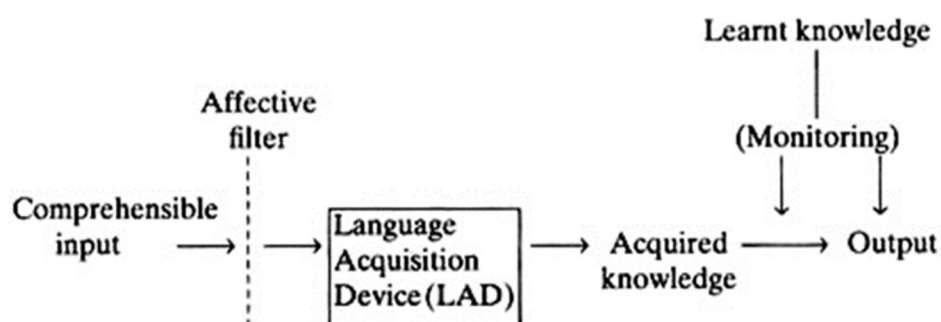 Learnt knowledge
Affective
filter
(Monitoring)
Comprehensible
input
Language
Acquisition
Device (LAD)
Acquired
knowledge
Output